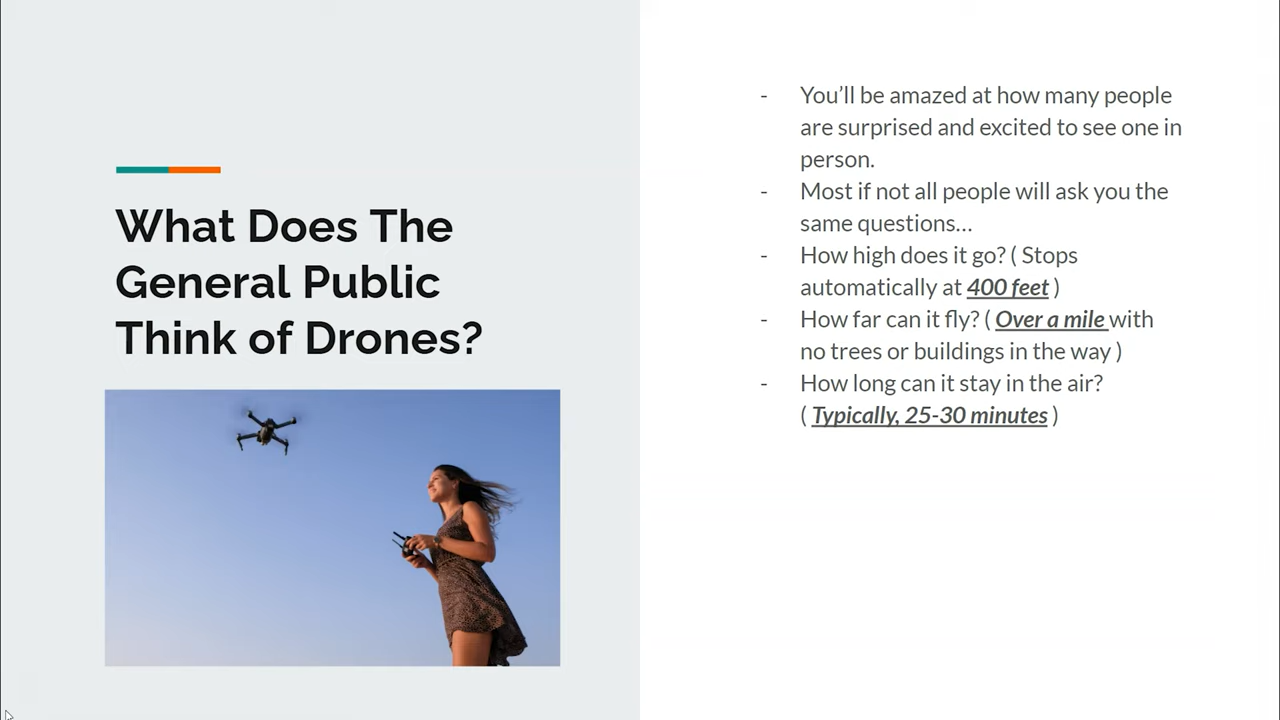 What Does The
General Public
Think of Drones?
- You'll be amazed at how many people
are surprised and excited to see one in
person.
- Most if not all people will ask you the
same questions…
- How high does it go? ( Stops
automatically at 400 feet )
- How far can it fly? ( Over a mile with
no trees or buildings in the way )
- How long can it stay in the air?
( Typically, 25-30 minutes )